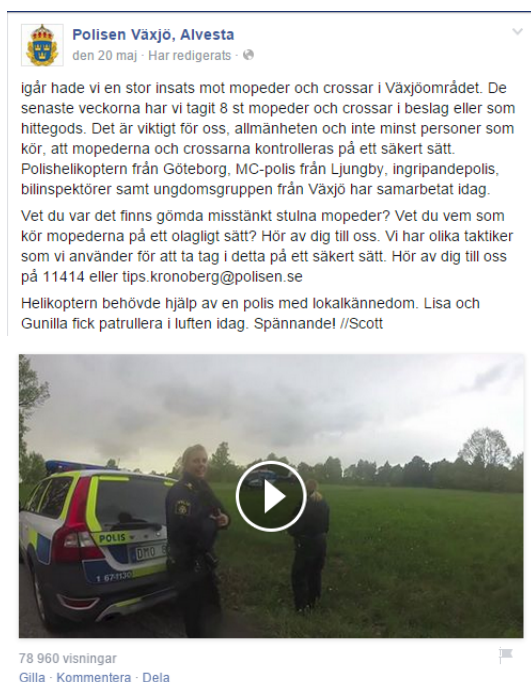 Polisen Växjö, Alvesta
den 20 maj · Har redigerats ·
igår hade vi en stor insats mot mopeder och crossar i Växjöområdet. De
senaste veckorna har vi tagit 8 st mopeder och crossar i beslag eller som
hittegods. Det är viktigt för oss, allmänheten och inte minst personer som
kör, att mopederna och crossarna kontrolleras på ett säkert sätt.
Polishelikoptern från Göteborg, MC-polis från Ljungby, ingripandepolis,
bilinspektörer samt ungdomsgruppen från Växjö har samarbetat idag.
Vet du var det finns gömda misstänkt stulna mopeder? Vet du vem som
kör mopederna på ett olagligt sätt? Hör av dig till oss. Vi har olika taktiker
som vi använder för att ta tag i detta på ett säkert sätt. Hör av dig till oss
på 11414 eller tips.kronoberg@polisen.se
Helikoptern behövde hjälp av en polis med lokalkännedom. Lisa och
Gunilla fick patrullera i luften idag. Spännande! //Scott
POLIS
DMO
1 67-1130
78 960 visningar
Gilla · Kommentera · Dela